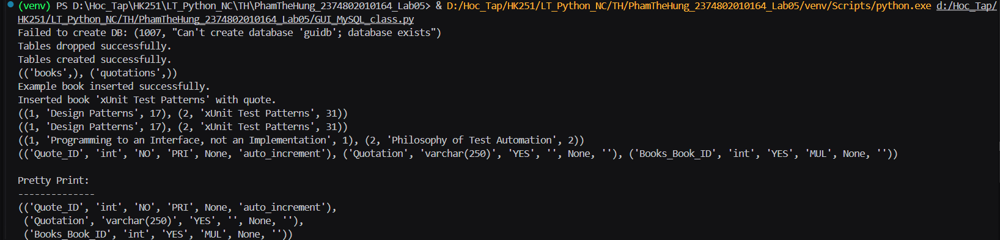 (venv) PS D:\Hoc_Tap\HK251\LT_Python_NC\TH\PhamTheHung_2374802010164_Lab05> & D:/Hoc_Tap/HK251/LT_Python_NC/TH/PhamTheHung_2374802010164_Lab05/venv/Scripts/python.exe d:/Hoc_Tap/
HK251/LT_Python_NC/TH/PhamTheHung_2374802010164_Lab05/GUI_MySQL_class.py
Failed to create DB: (1007, "Can't create database 'guidb'; database exists")
Tables dropped successfully.
Tables created successfully.
(('books',), ('quotations',))
Example book inserted successfully.
Inserted book 'xUnit Test Patterns' with quote.
((1, 'Design Patterns', 17), (2, 'xUnit Test Patterns', 31))
((1, 'Design Patterns', 17), (2, 'xUnit Test Patterns', 31))
((1, 'Programming to an Interface, not an Implementation', 1), (2, 'Philosophy of Test Automation', 2))
(('Quote_ID', 'int', 'NO', 'PRI', None, 'auto_increment'), ('Quotation', 'varchar(250)', 'YES', '', None, ''), ('Books_Book_ID', 'int', 'YES', 'MUL', None, ''))
Pretty Print:
--------------
(('Quote_ID', 'int', 'NO', 'PRI', None, 'auto_increment'),
 ('Quotation', 'varchar(250)', 'YES', '', None, ''),
 ('Books_Book_ID', 'int', 'YES', 'MUL', None, ''))